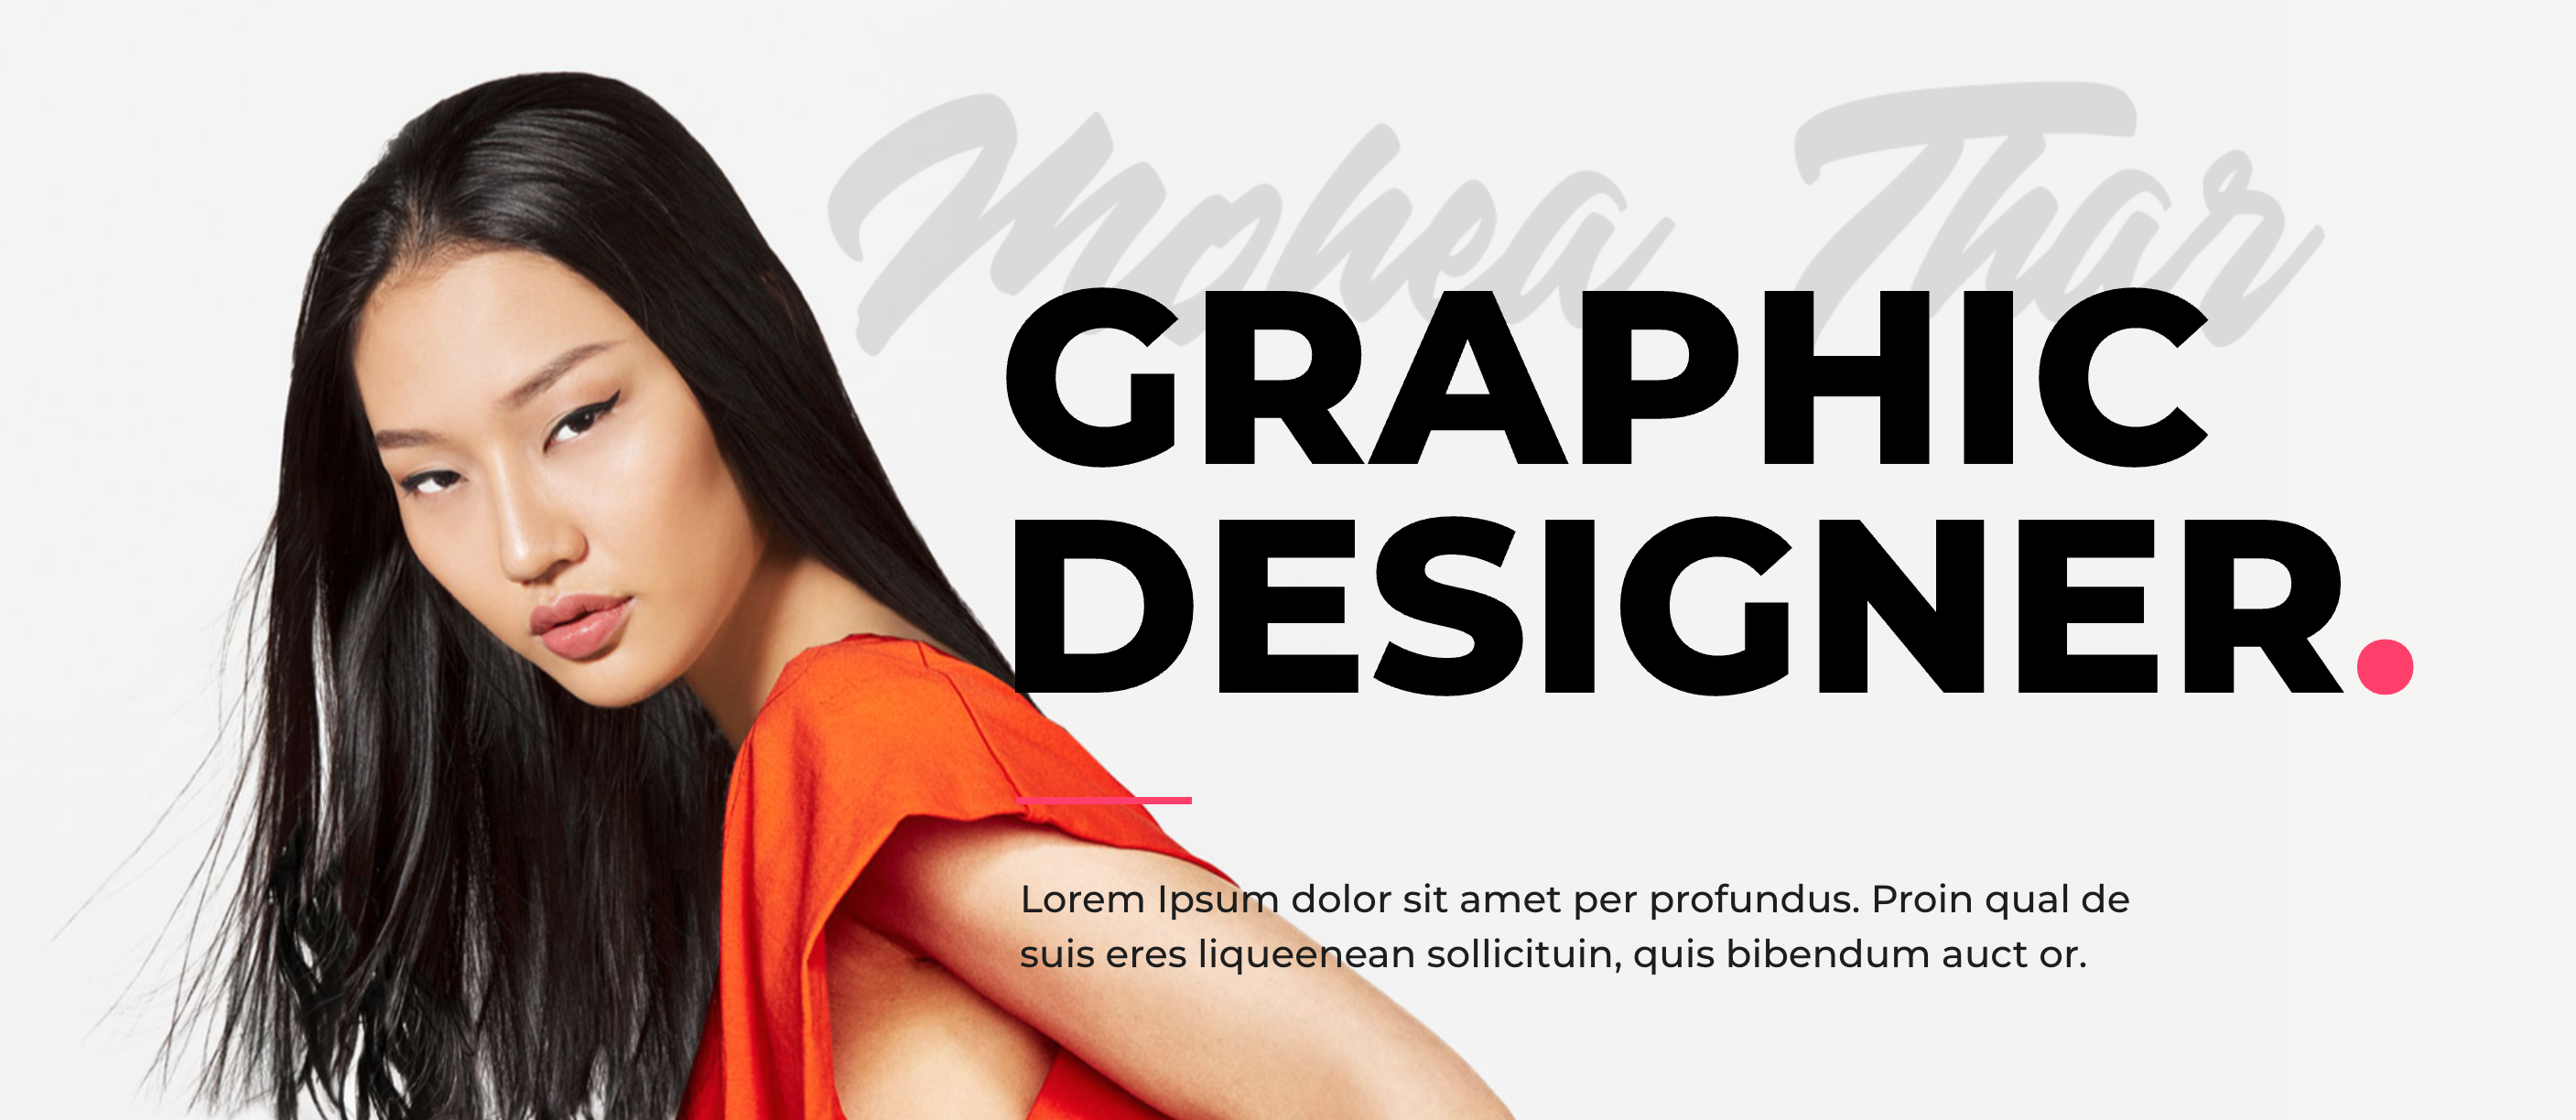 Mohea Thar
GRAPHIC
DESIGNER.
Lorem Ipsum dolor sit amet per profundus. Proin qual de
suis eres liqueenean sollicituin, quis bibendum auct or.